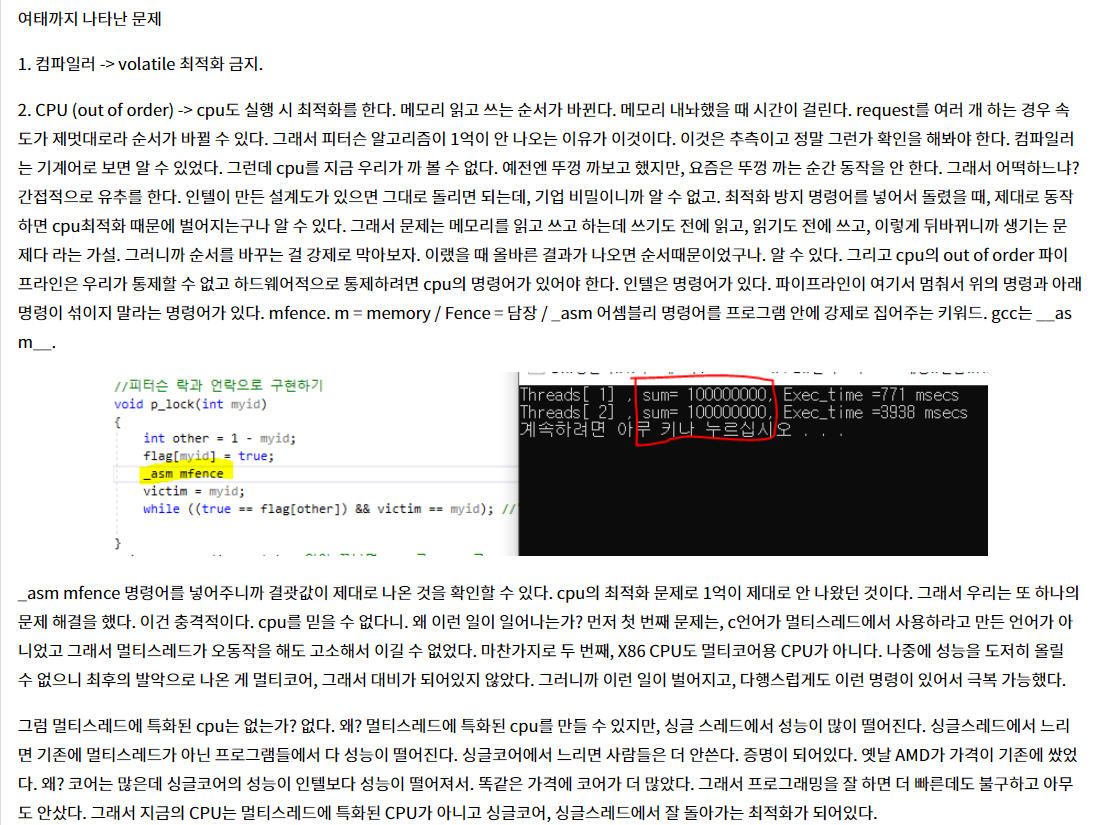 여태까지 나타난 문제
1. 컴파일러 -> volatile 최적화 금지.
2. CPU (out of order) -> cpu도 실행 시 최적화를 한다. 메모리 읽고 쓰는 순서가 바뀐다. 메모리 내놔했을 때 시간이 걸린다. request를 여러 개 하는 경우 속
도가 제멋대로라 순서가 바뀔 수 있다. 그래서 피터슨 알고리즘이 1억이 안 나오는 이유가 이것이다. 이것은 추측이고 정말 그런가 확인을 해봐야 한다. 컴파일러
는 기계어로 보면 알 수 있었다. 그런데 cpu를 지금 우리가 까 볼 수 없다. 예전엔 뚜껑 까보고 했지만, 요즘은 뚜껑 까는 순간 동작을 안 한다. 그래서 어떡하느냐?
간접적으로 유추를 한다. 인텔이 만든 설계도가 있으면 그대로 돌리면 되는데, 기업 비밀이니까 알 수 없고. 최적화 방지 명령어를 넣어서 돌렸을 때, 제대로 동작
하면 cpu최적화 때문에 벌어지는구나 알 수 있다. 그래서 문제는 메모리를 읽고 쓰고 하는데 쓰기도 전에 읽고, 읽기도 전에 쓰고, 이렇게 뒤바뀌니까 생기는 문
제다 라는 가설. 그러니까 순서를 바꾸는 걸 강제로 막아보자. 이랬을 때 올바른 결과가 나오면 순서때문이었구나. 알 수 있다. 그리고 cpu의 out of order 파이
프라인은 우리가 통제할 수 없고 하드웨어적으로 통제하려면 cpu의 명령어가 있어야 한다. 인텔은 명령어가 있다. 파이프라인이 여기서 멈춰서 위의 명령과 아래
명령이 섞이지 말라는 명령어가 있다. mfence. m = memory / Fence = 담장 / _asm 어셈블리 명령어를 프로그램 안에 강제로 집어주는 키워드. gcc는 __as
m__.
//피터슨 락과 언락으로 구현하기
void p_lock(int myid)
{
int other = 1 - myid;
flag[myid] = true;
_asm mfence
victim = myid;
while ((true == flag[other]) && victim == myid); //
}
Threads[ 1] , sum= 100000000, Exec_time =771 msecs
Threads[ 2] , sum= 100000000, Exec_time =3938 msecs
계속하려면 아무 키나 누르십시오 . . .
_asm mfence 명령어를 넣어주니까 결괏값이 제대로 나온 것을 확인할 수 있다. cpu의 최적화 문제로 1억이 제대로 안 나왔던 것이다. 그래서 우리는 또 하나의
문제 해결을 했다. 이건 충격적이다. cpu를 믿을 수 없다니. 왜 이런 일이 일어나는가? 먼저 첫 번째 문제는, c언어가 멀티스레드에서 사용하라고 만든 언어가 아
니었고 그래서 멀티스레드가 오동작을 해도 고소해서 이길 수 없었다. 마찬가지로 두 번째, X86 CPU도 멀티코어용 CPU가 아니다. 나중에 성능을 도저히 올릴
수 없으니 최후의 발악으로 나온 게 멀티코어, 그래서 대비가 되어있지 않았다. 그러니까 이런 일이 벌어지고, 다행스럽게도 이런 명령이 있어서 극복 가능했다.
그럼 멀티스레드에 특화된 cpu는 없는가? 없다. 왜? 멀티스레드에 특화된 cpu를 만들 수 있지만, 싱글 스레드에서 성능이 많이 떨어진다. 싱글스레드에서 느리
면 기존에 멀티스레드가 아닌 프로그램들에서 다 성능이 떨어진다. 싱글코어에서 느리면 사람들은 더 안쓴다. 증명이 되어있다. 옛날 AMD가 가격이 기존에 쌌었
다. 왜? 코어는 많은데 싱글코어의 성능이 인텔보다 성능이 떨어져서. 똑같은 가격에 코어가 더 많았다. 그래서 프로그래밍을 잘 하면 더 빠른데도 불구하고 아무
도 안샀다. 그래서 지금의 CPU는 멀티스레드에 특화된 CPU가 아니고 싱글코어, 싱글스레드에서 잘 돌아가는 최적화가 되어있다.